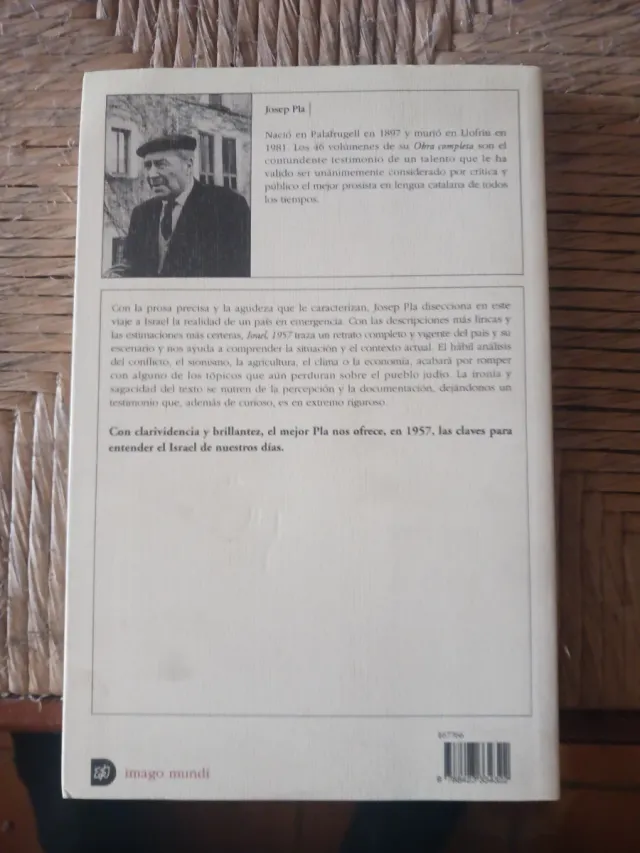 Josep Pla
Nació en Palafrugell en 1897 y murió en Llofriu en
1981. Los 46 volúmenes de su Obra completa son el
contundente testimonio de un talento que le ha
valido ser unánimemente considerado por crítica y
público el mejor prosista en lengua catalana de todos
los tiempos.
Con la prosa precisa y la agudeza que le caracterizan, Josep Pla disecciona en este
viaje a Israel la realidad de un país en emergencia. Con las descripciones más líricas y
las estimaciones más certeras, Israel, 1957 traza un retrato completo y vigente del país y su
escenario y nos ayuda a comprender la situación y el contexto actual. El hábil análisis
del conflicto, el sionismo, la agricultura, el clima o la economía, acabará por romper
con alguno de los tópicos que aún perduran sobre el pueblo judío. La ironía y
sagacidad del texto se nutren de la percepción y la documentación, dejándonos un
testimonio que, además de curioso, es en extremo riguroso.
Con clarividencia y brillantez, el mejor Pla nos ofrece, en 1957, las claves para
entender el Israel de nuestros días.
imago mundi